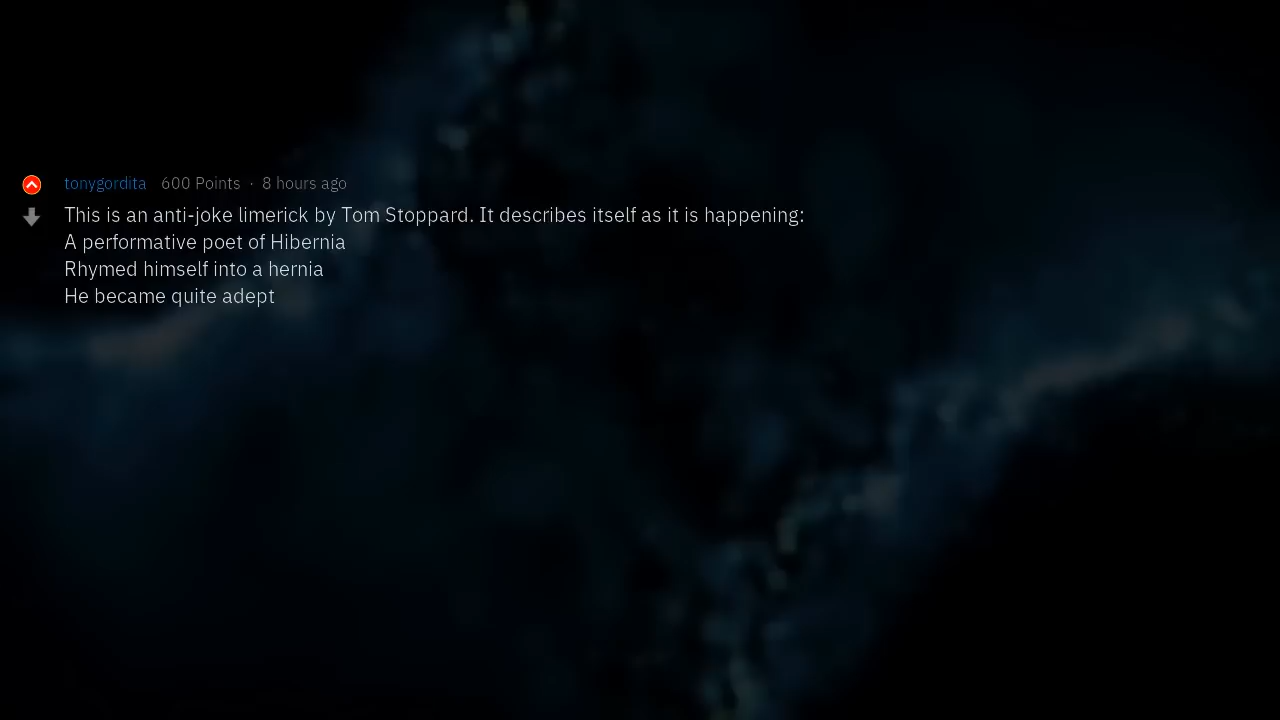 tonygordita 600 Points · 8 hours ago
This is an anti-joke limerick by Tom Stoppard. It describes itself as it is happening:
A performative poet of Hibernia
Rhymed himself into a hernia
He became quite adept